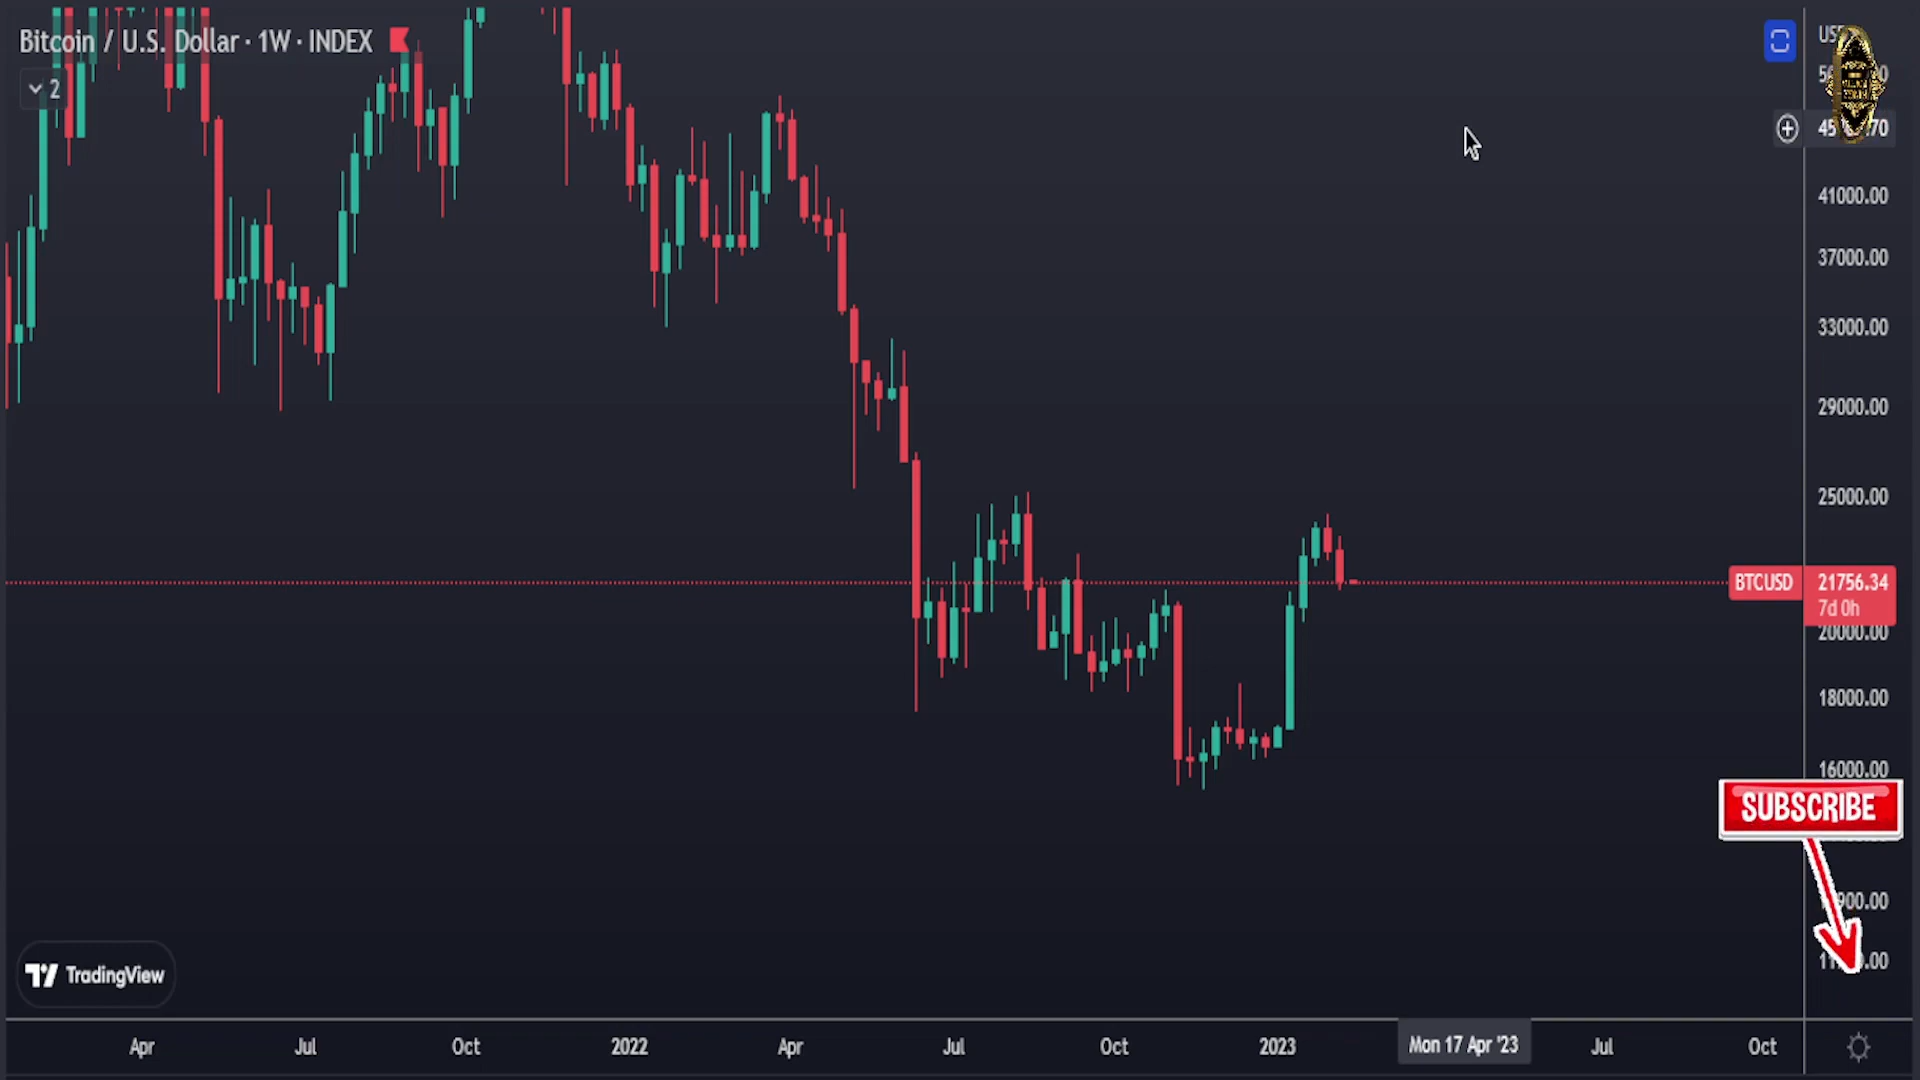 Bitcoin / U.S. Dollar · 1W · INDEX
2
41000.00
37000.00
33000.00
29000.00
25000.00
BTCUSD 21756.34
7d 0h
20000.00
18000.00
16000.00
SUBSCRIBE
TradingView
Apr Jul Oct 2022 Apr Jul Oct 2023 Mon 17 Apr '23 Jul Oct